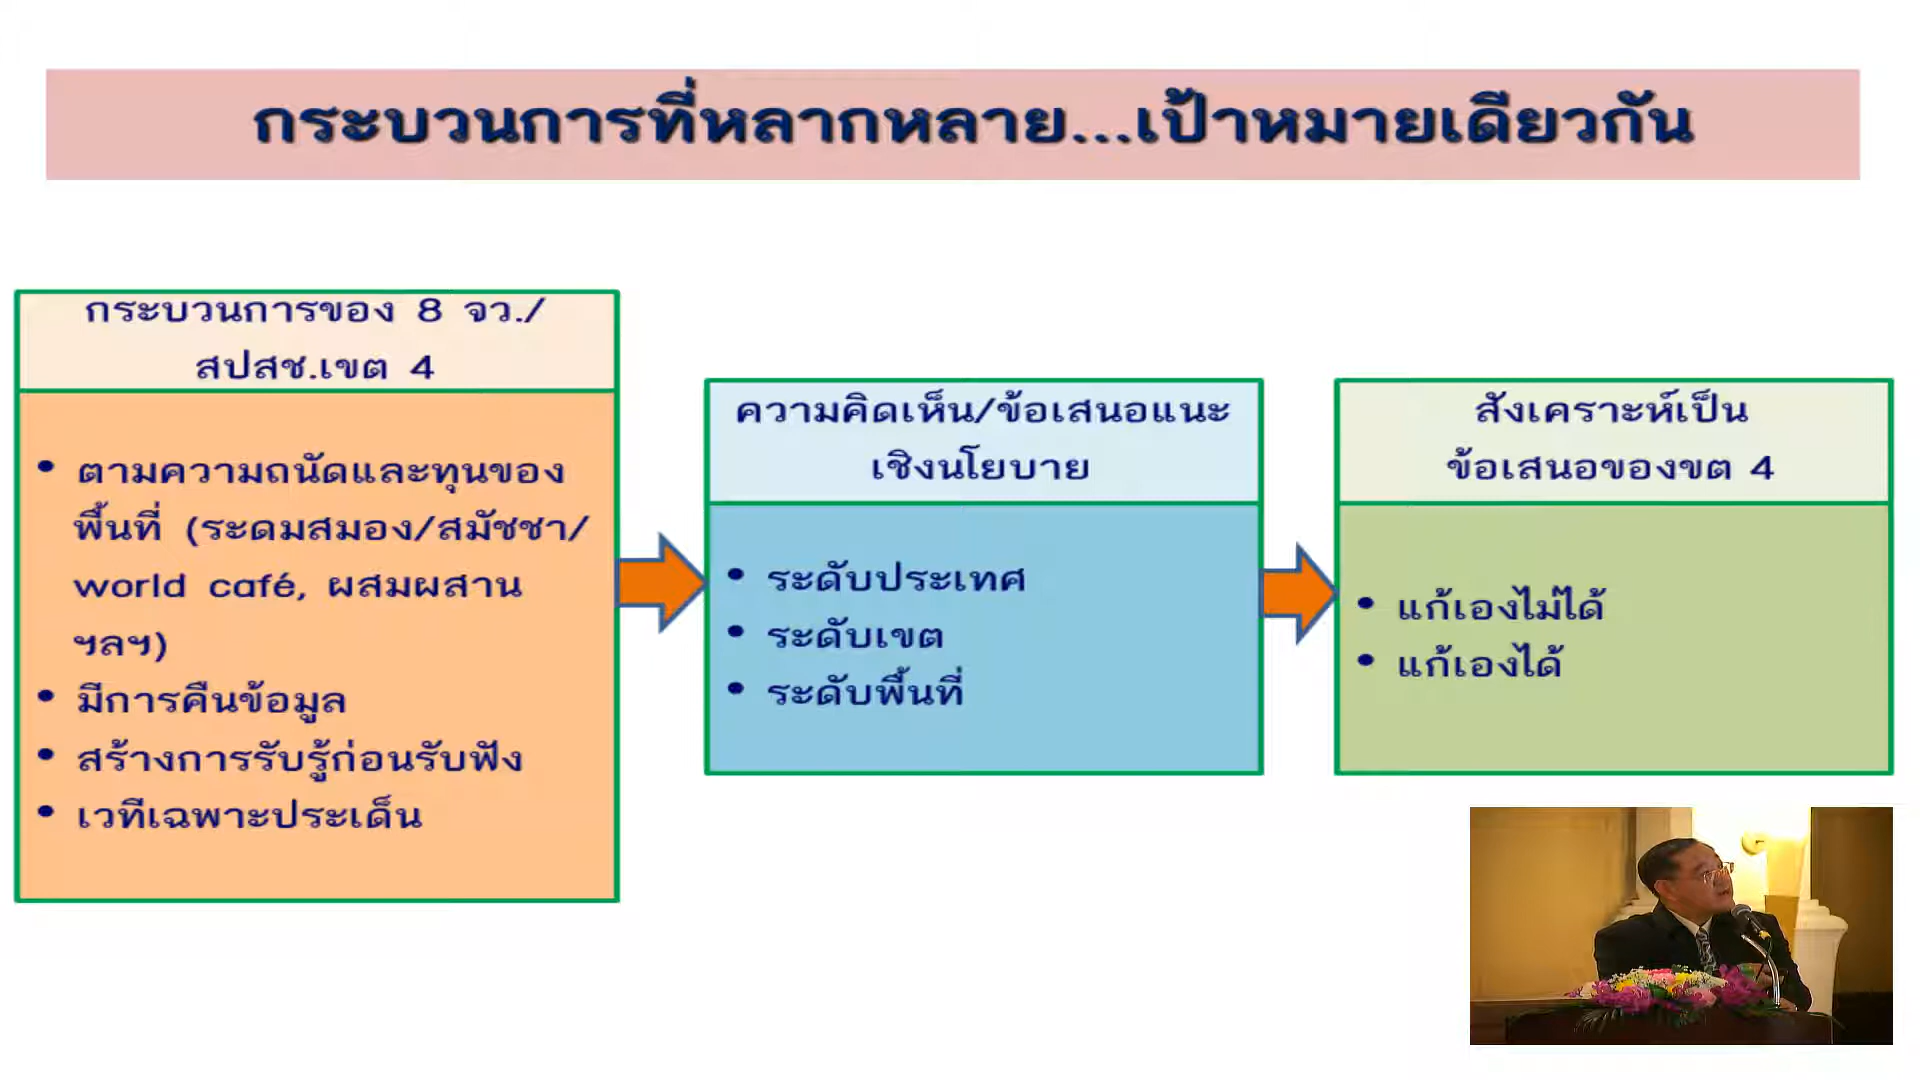 กระบวนการที่หลากหลาย...เป้าหมายเดียวกัน
กระบวนการของ 8 จว./
สปสช.เขต 4
• ตามความถนัดและทุนของ
พื้นที่ (ระดมสมอง/สมัชชา/
world café, ผสมผสาน
ฯลฯ)
• มีการคืนข้อมูล
• สร้างการรับรู้ก่อนรับฟัง
• เวทีเฉพาะประเด็น
ความคิดเห็น/ข้อเสนอแนะ
เชิงนโยบาย
• ระดับประเทศ
• ระดับเขต
• ระดับพื้นที่
สังเคราะห์เป็น
ข้อเสนอของขต 4
• แก้เองไม่ได้
• แก้เองได้